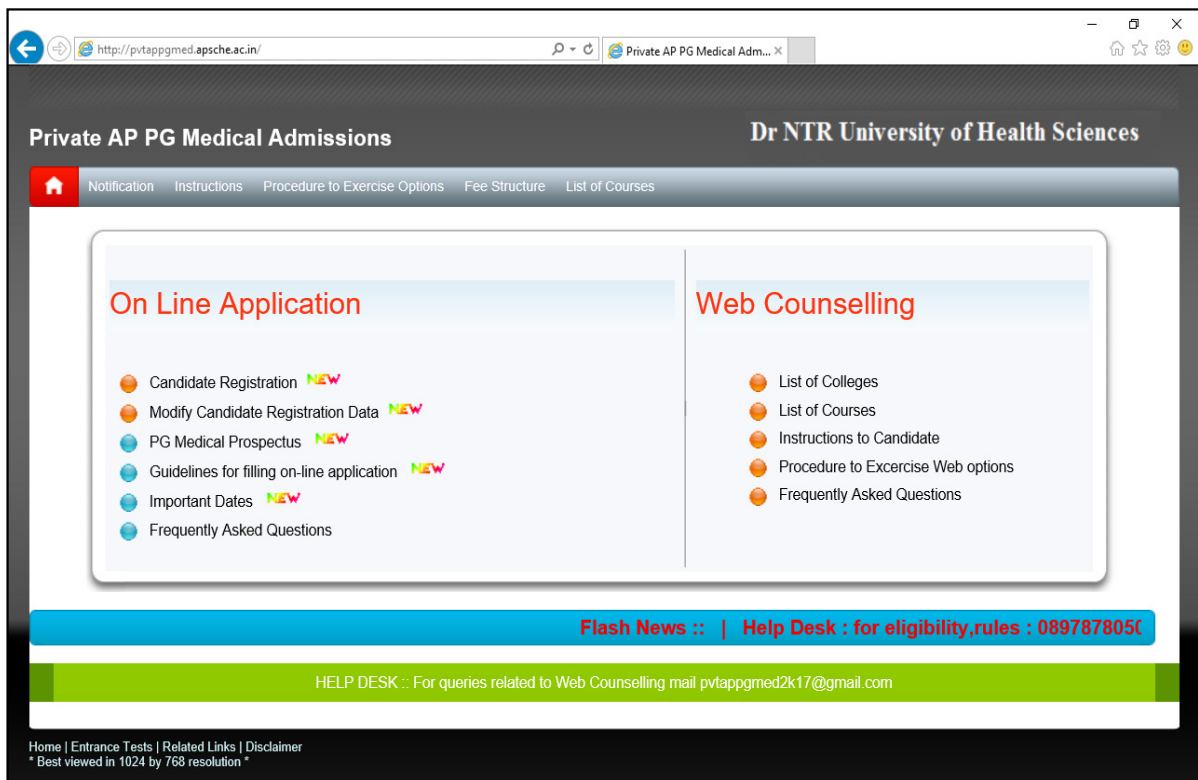 http://pvtappgmed.apsche.ac.in/
Private AP PG Medical Adm...
Private AP PG Medical Admissions
Dr NTR University of Health Sciences
Notification Instructions Procedure to Exercise Options Fee Structure List of Courses
On Line Application
Candidate Registration NEW
Modify Candidate Registration Data NEW
PG Medical Prospectus NEW
Guidelines for filling on-line application NEW
Important Dates NEW
Frequently Asked Questions
Web Counselling
List of Colleges
List of Courses
Instructions to Candidate
Procedure to Excercise Web options
Frequently Asked Questions
Flash News :: | Help Desk : for eligibility,rules : 089787805
HELP DESK :: For queries related to Web Counselling mail pvtappgmed2k17@gmail.com
Home | Entrance Tests | Related Links | Disclaimer
* Best viewed in 1024 by 768 resolution *